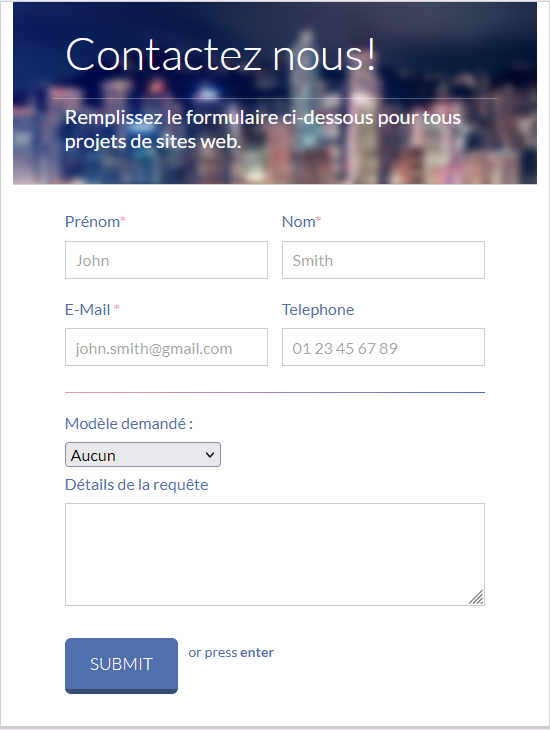 Contactez nous!
Remplissez le formulaire ci-dessous pour tous
projets de sites web.
Prénom* Nom*
John Smith
E-Mail * Telephone
john.smith@gmail.com 01 23 45 67 89
Modèle demandé :
Aucun
Détails de la requête
SUBMIT or press enter